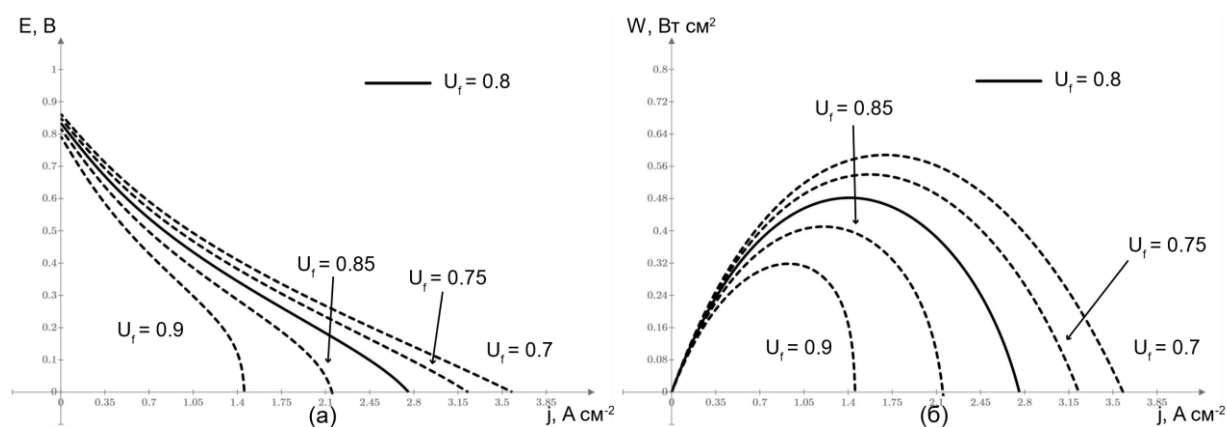 E, В
1
0.9
0.8
0.7
0.6
0.5
0.4
0.3
0.2
0.1
0
0 0.35 0.7 1.05 1.4 1.75 2.1 2.45 2.8 3.15 3.5 3.85
j, А см⁻²
U_f = 0.8
U_f = 0.85
U_f = 0.75
U_f = 0.9
U_f = 0.7
(а)
W, Вт см²
0.8
0.72
0.64
0.56
0.48
0.4
0.32
0.24
0.16
0.08
0
0 0.35 0.7 1.05 1.4 1.75 2.1 2.45 2.8 3.15 3.5 3.85
j, А см⁻²
U_f = 0.8
U_f = 0.85
U_f = 0.75
U_f = 0.9
U_f = 0.7
(б)